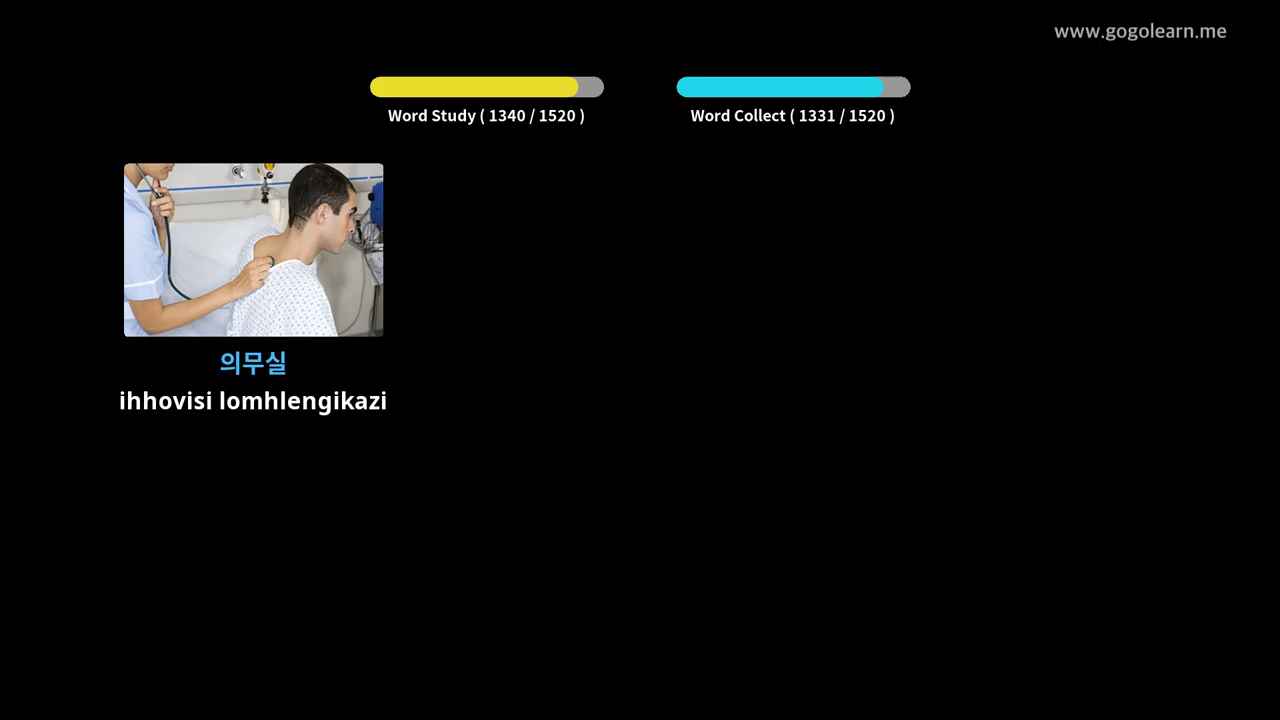 www.gogolearn.me
Word Study ( 1340 / 1520 )
Word Collect ( 1331 / 1520 )
의무실
ihhovisi lomhlengikazi